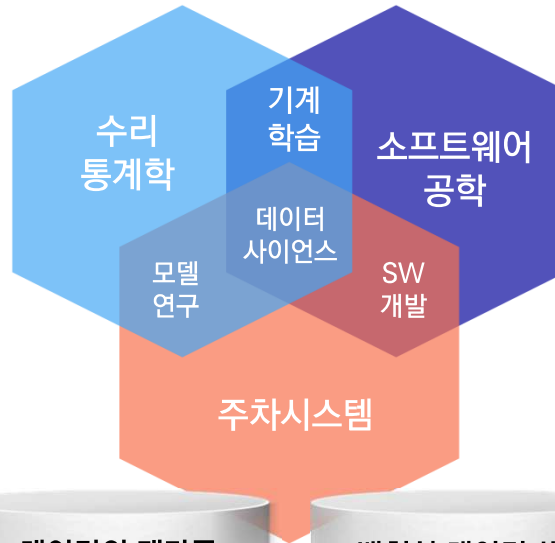 기계
학습
수리
통계학
소프트웨어
공학
데이터
사이언스
모델
연구
SW
개발
주차시스템